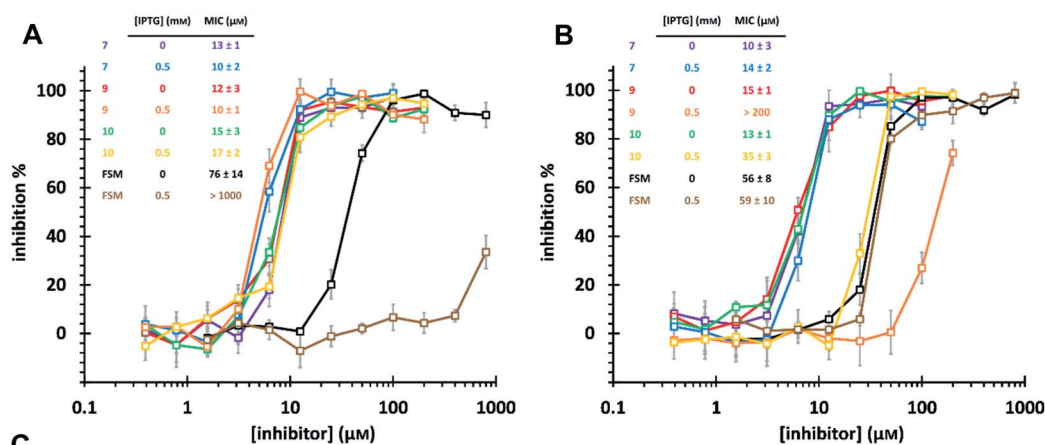 A
[IPTG] (mM) MIC (μM)
7 0 13 ± 1
7 0.5 10 ± 2
9 0 12 ± 3
9 0.5 10 ± 1
10 0 15 ± 3
10 0.5 17 ± 2
FSM 0 76 ± 14
FSM 0.5 > 1000
inhibition %
100
80
60
40
20
0
0.1 1 10 100 1000
[inhibitor] (μM)
B
[IPTG] (mM) MIC (μM)
7 0 10 ± 3
7 0.5 14 ± 2
9 0 15 ± 1
9 0.5 > 200
10 0 13 ± 1
10 0.5 35 ± 3
FSM 0 56 ± 8
FSM 0.5 59 ± 10
inhibition %
100
80
60
40
20
0
0.1 1 10 100 1000
[inhibitor] (μM)